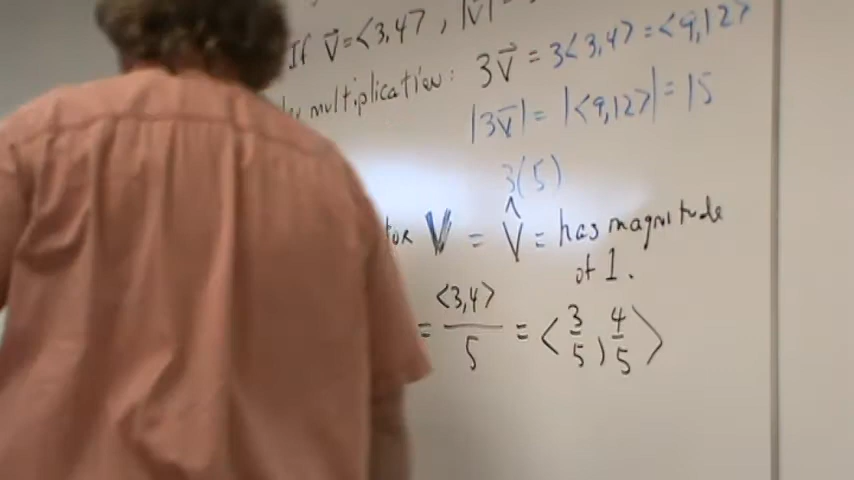 If v⃗ = <3,4>, |v⃗| =
multiplication: 3v⃗ = 3<3,4> = <9,12>
|3v⃗| = |<9,12>| = 15
3(5)
V = v̂ = has magnitude
of 1.
= <3,4>/5 = <3/5, 4/5>